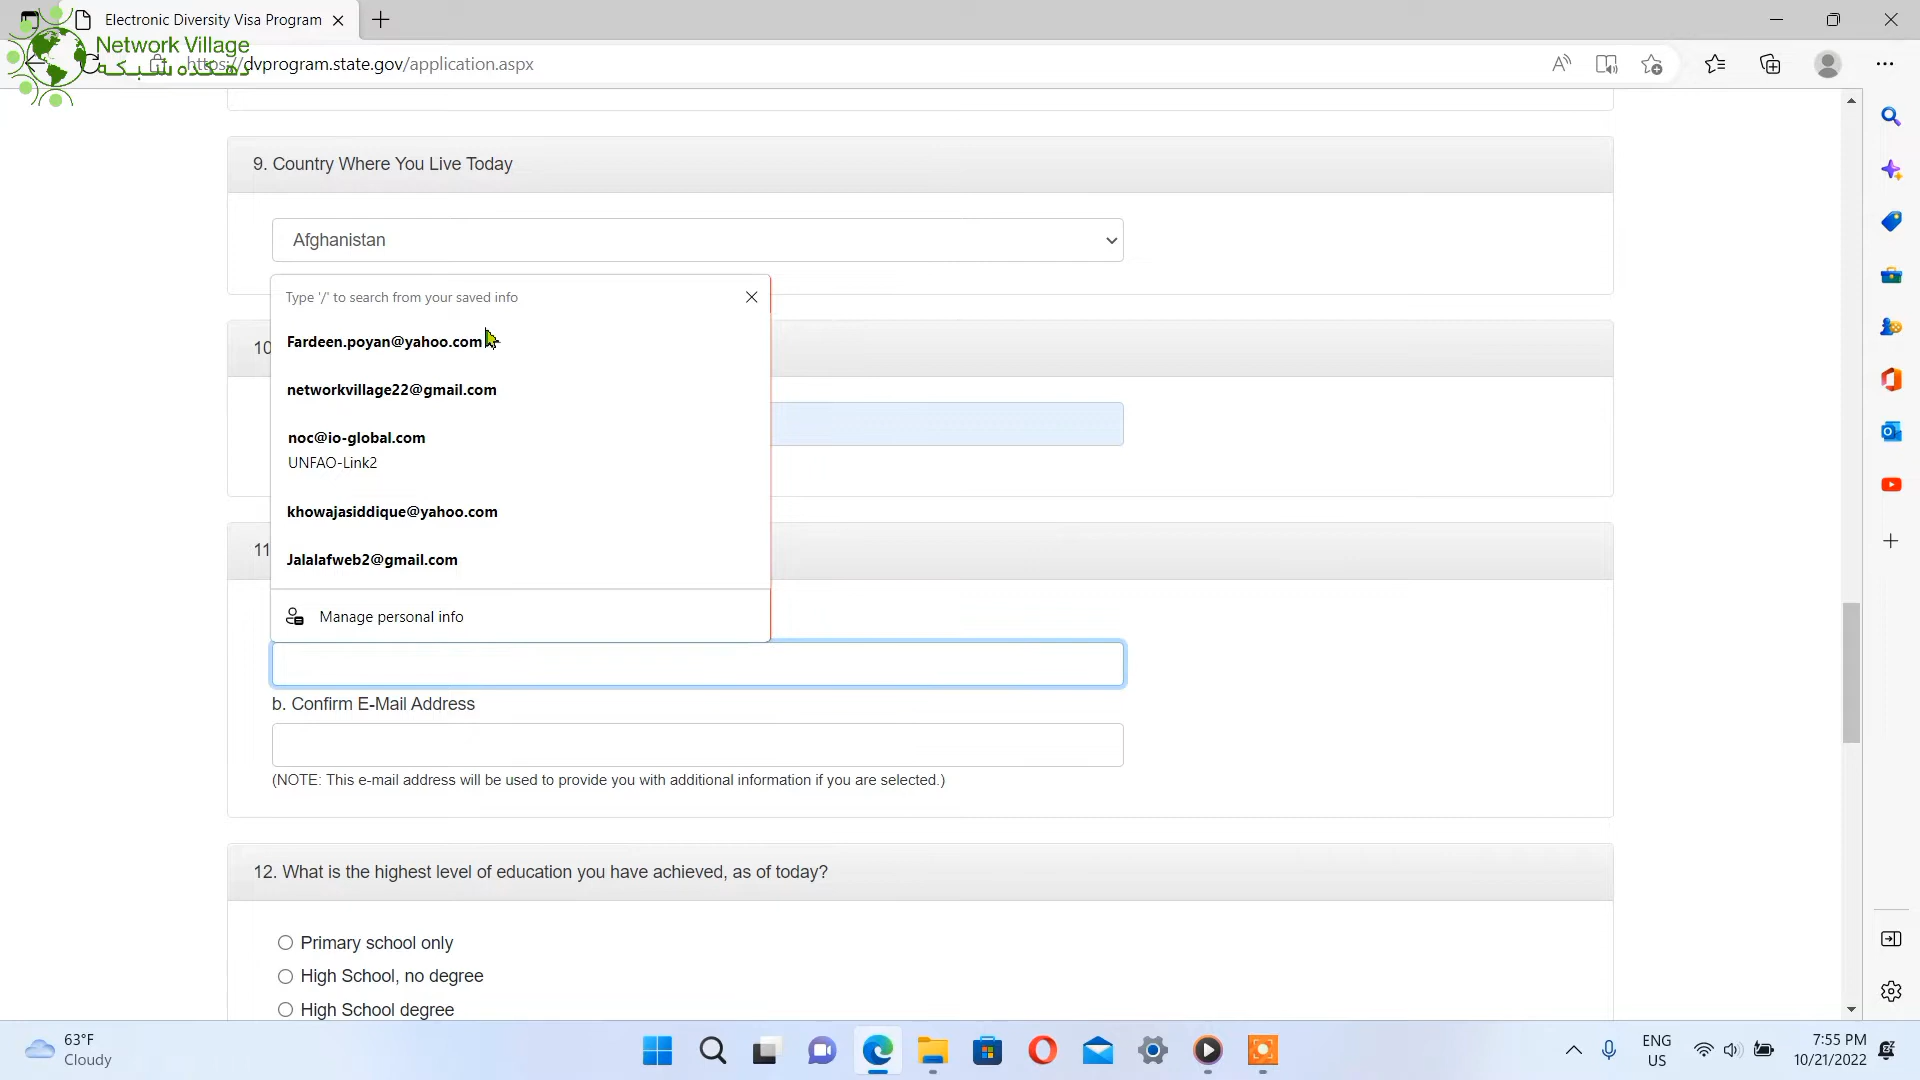 Electronic Diversity Visa Program
Network Village
دهکده شبکه
https://dvprogram.state.gov/application.aspx
9. Country Where You Live Today
Afghanistan
Type '/' to search from your saved info
Fardeen.poyan@yahoo.com
10
networkvillage22@gmail.com
noc@io-global.com
UNFAO-Link2
khowajasiddique@yahoo.com
11
Jalalafweb2@gmail.com
Manage personal info
b. Confirm E-Mail Address
(NOTE: This e-mail address will be used to provide you with additional information if you are selected.)
12. What is the highest level of education you have achieved, as of today?
Primary school only
High School, no degree
High School degree
63°F
Cloudy
ENG
US
7:55 PM
10/21/2022